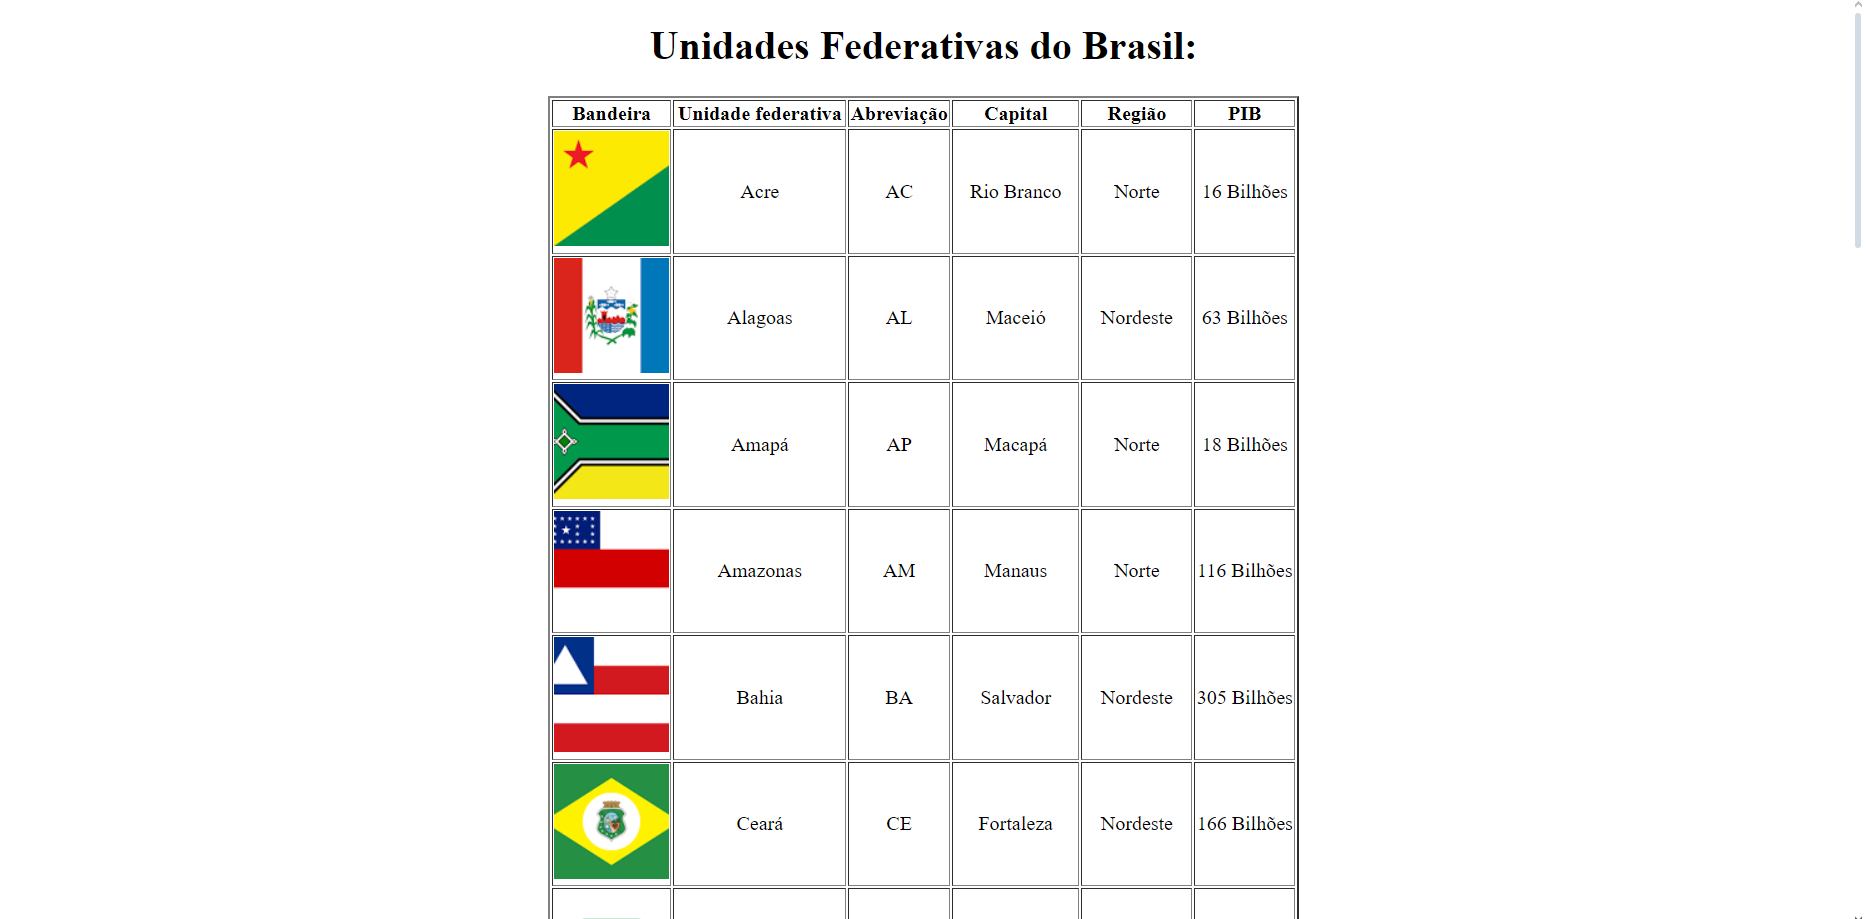 Unidades Federativas do Brasil:
Bandeira Unidade federativa Abreviação Capital Região PIB
Acre AC Rio Branco Norte 16 Bilhões
Alagoas AL Maceió Nordeste 63 Bilhões
Amapá AP Macapá Norte 18 Bilhões
Amazonas AM Manaus Norte 116 Bilhões
Bahia BA Salvador Nordeste 305 Bilhões
Ceará CE Fortaleza Nordeste 166 Bilhões